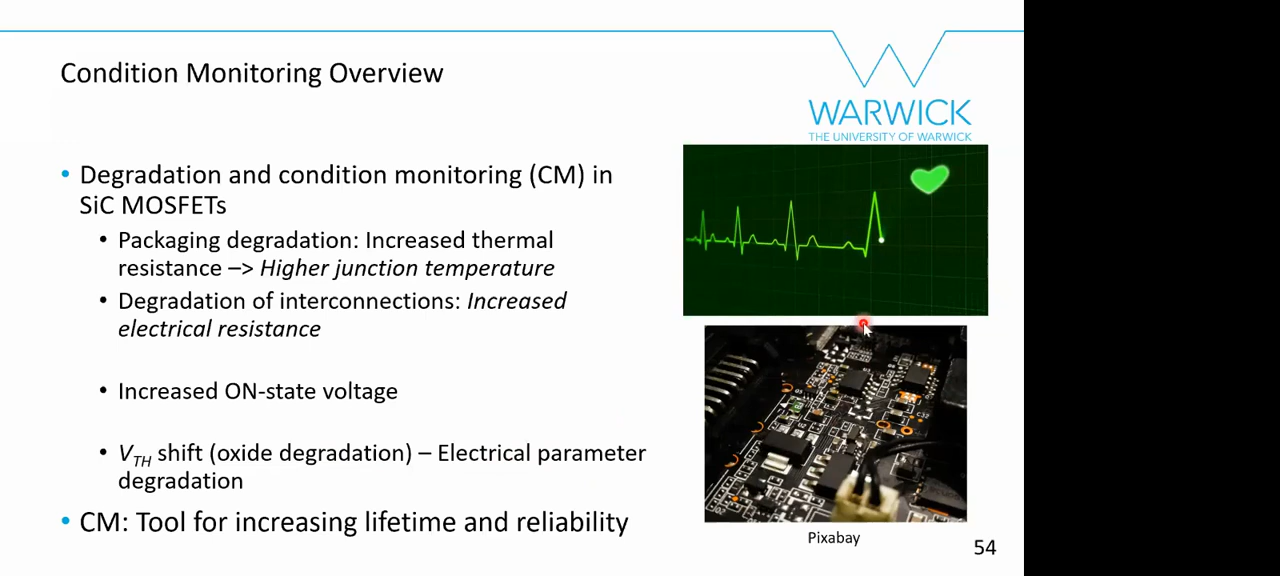 Condition Monitoring Overview
WARWICK
THE UNIVERSITY OF WARWICK
• Degradation and condition monitoring (CM) in
SiC MOSFETs
• Packaging degradation: Increased thermal
resistance –> Higher junction temperature
• Degradation of interconnections: Increased
electrical resistance
• Increased ON-state voltage
• VTH shift (oxide degradation) – Electrical parameter
degradation
• CM: Tool for increasing lifetime and reliability
Pixabay
54